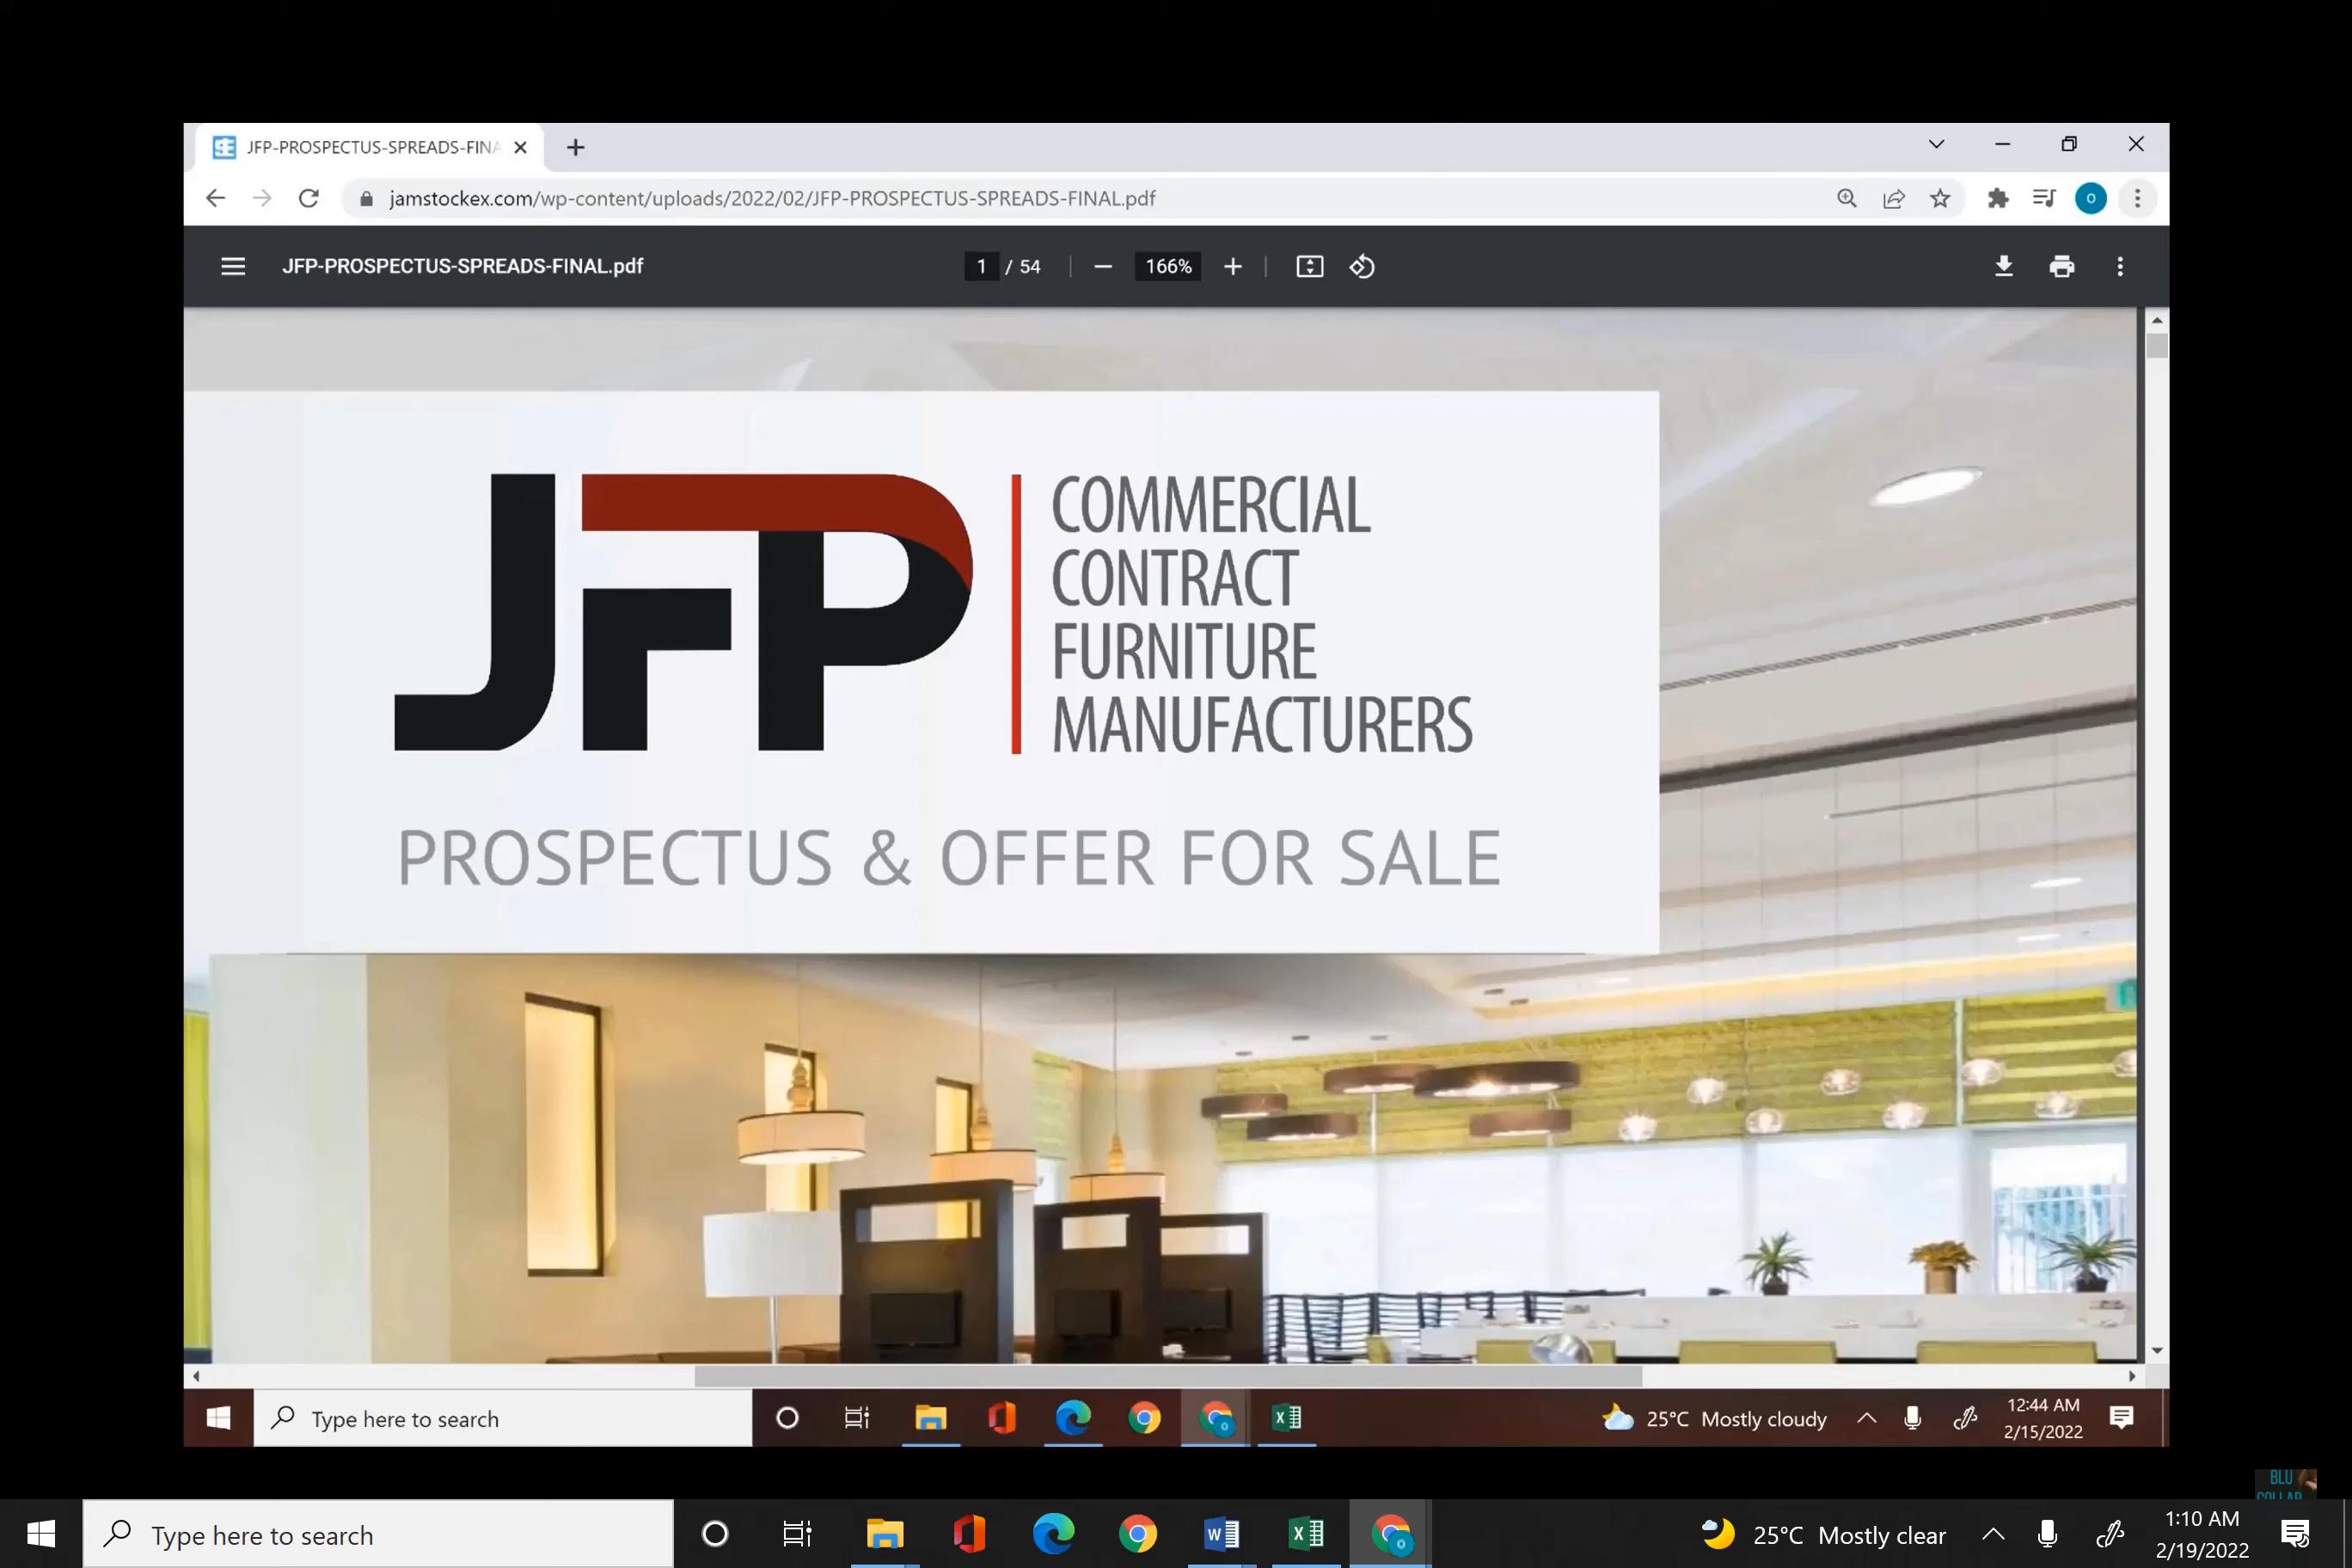 JFP-PROSPECTUS-SPREADS-FINA
jamstockex.com/wp-content/uploads/2022/02/JFP-PROSPECTUS-SPREADS-FINAL.pdf
o
JFP-PROSPECTUS-SPREADS-FINAL.pdf
1 / 54
166%
JFP
COMMERCIAL
CONTRACT
FURNITURE
MANUFACTURERS
PROSPECTUS & OFFER FOR SALE
Type here to search
25°C Mostly cloudy
12:44 AM
2/15/2022
BLU
COLLAR
Type here to search
25°C Mostly clear
1:10 AM
2/19/2022